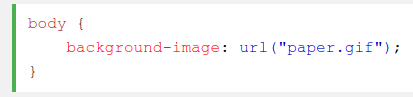 body {
    background-image: url("paper.gif");
}